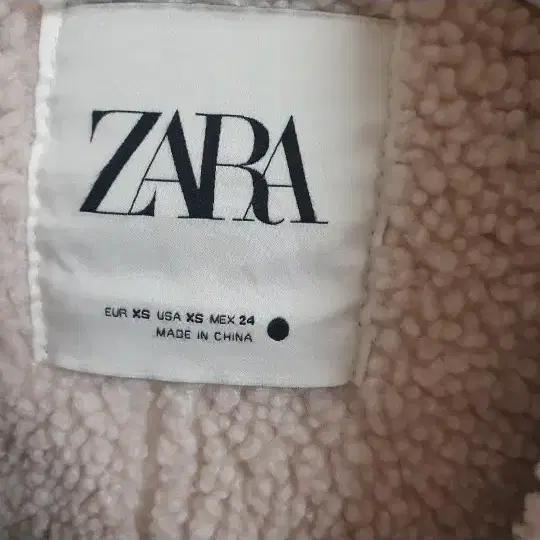 ZARA
EUR XS USA XS MEX 24
MADE IN CHINA